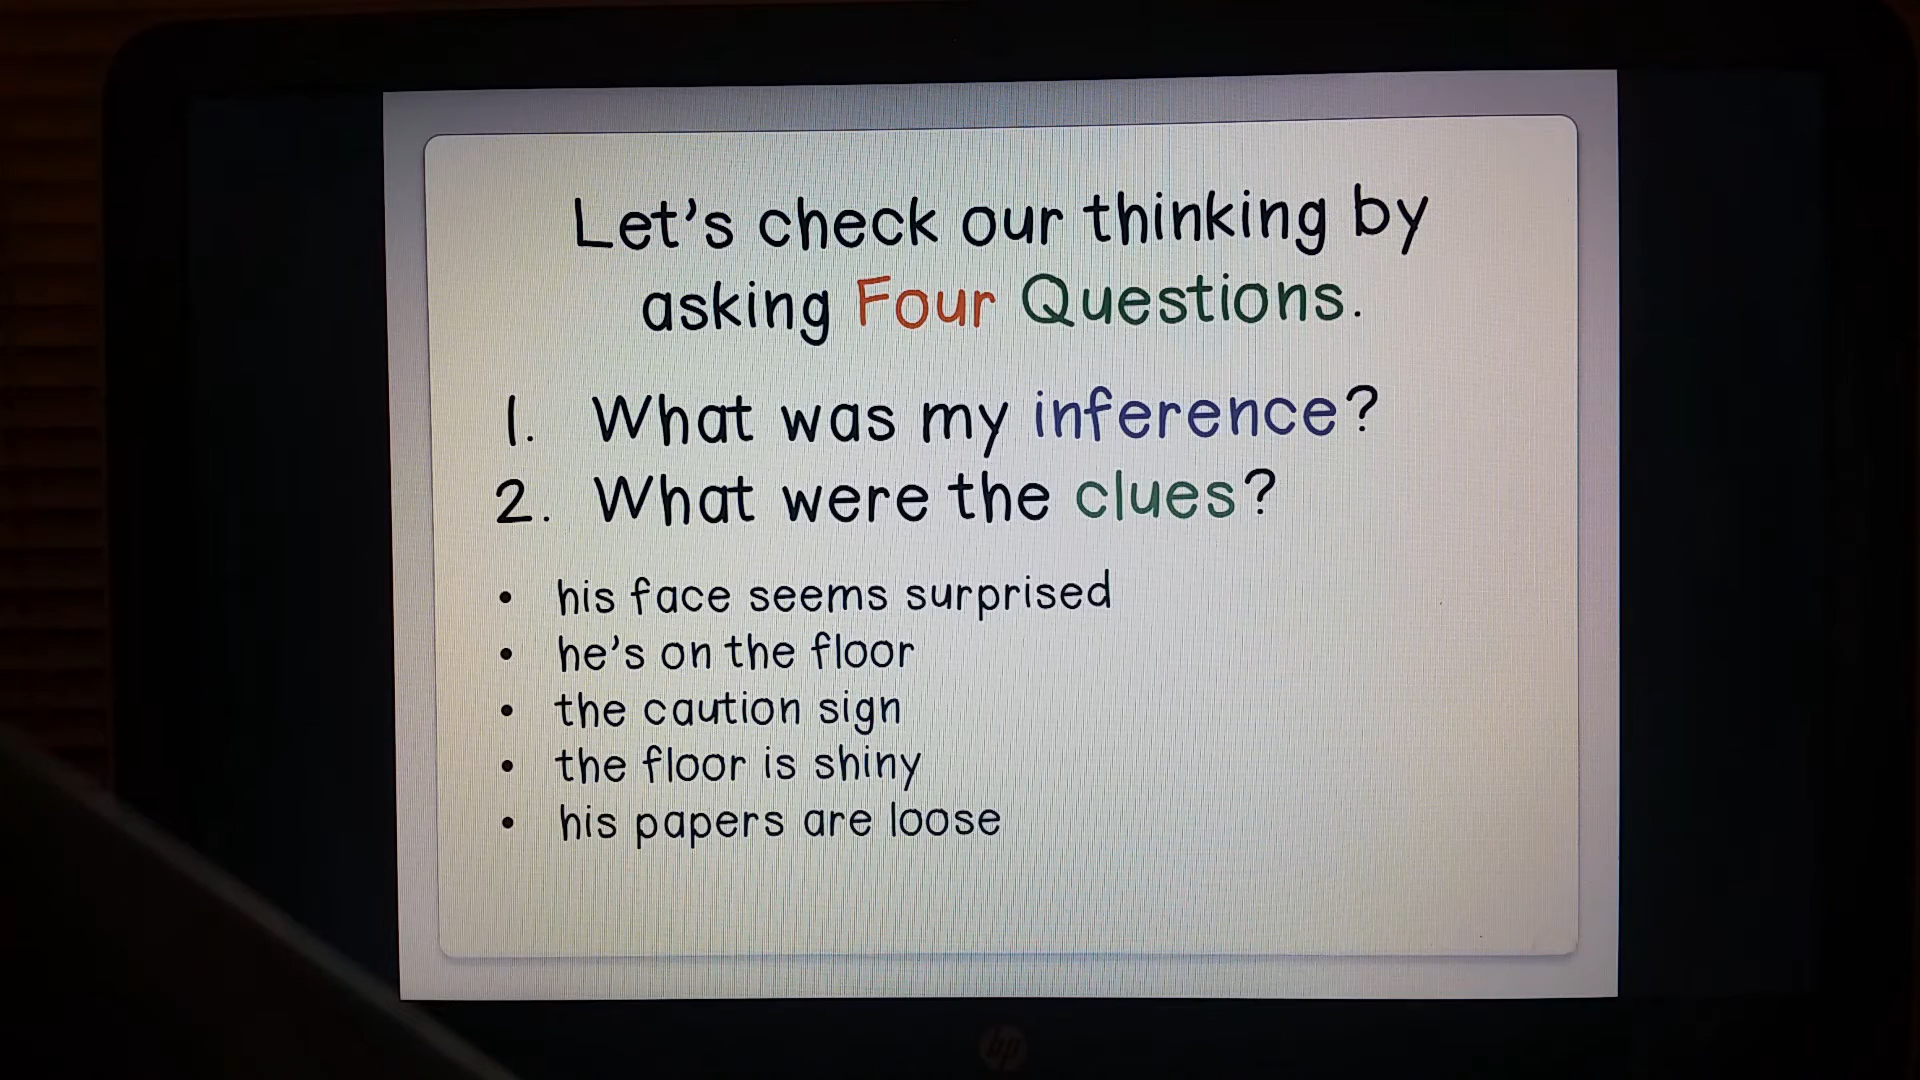 Let's check our thinking by
asking Four Questions.
1. What was my inference?
2. What were the clues?
• his face seems surprised
• he's on the floor
• the caution sign
• the floor is shiny
• his papers are loose
hp